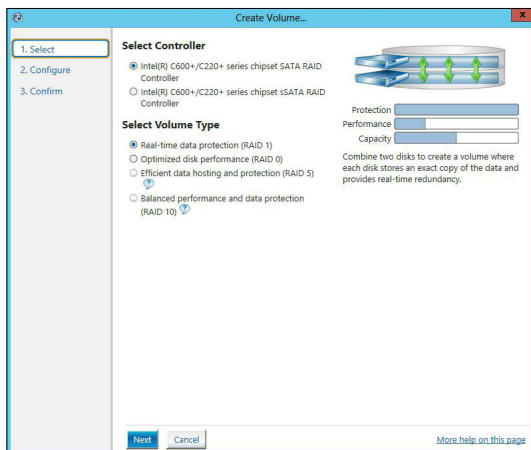 Create Volume...
x
1. Select
2. Configure
3. Confirm
Select Controller
Intel(R) C600+/C220+ series chipset SATA RAID
Controller
Intel(R) C600+/C220+ series chipset sSATA RAID
Controller
Select Volume Type
Real-time data protection (RAID 1)
Optimized disk performance (RAID 0)
Efficient data hosting and protection (RAID 5)
?
Balanced performance and data protection
(RAID 10) ?
Protection
Performance
Capacity
Combine two disks to create a volume where
each disk stores an exact copy of the data and
provides real-time redundancy.
Next Cancel
More help on this page